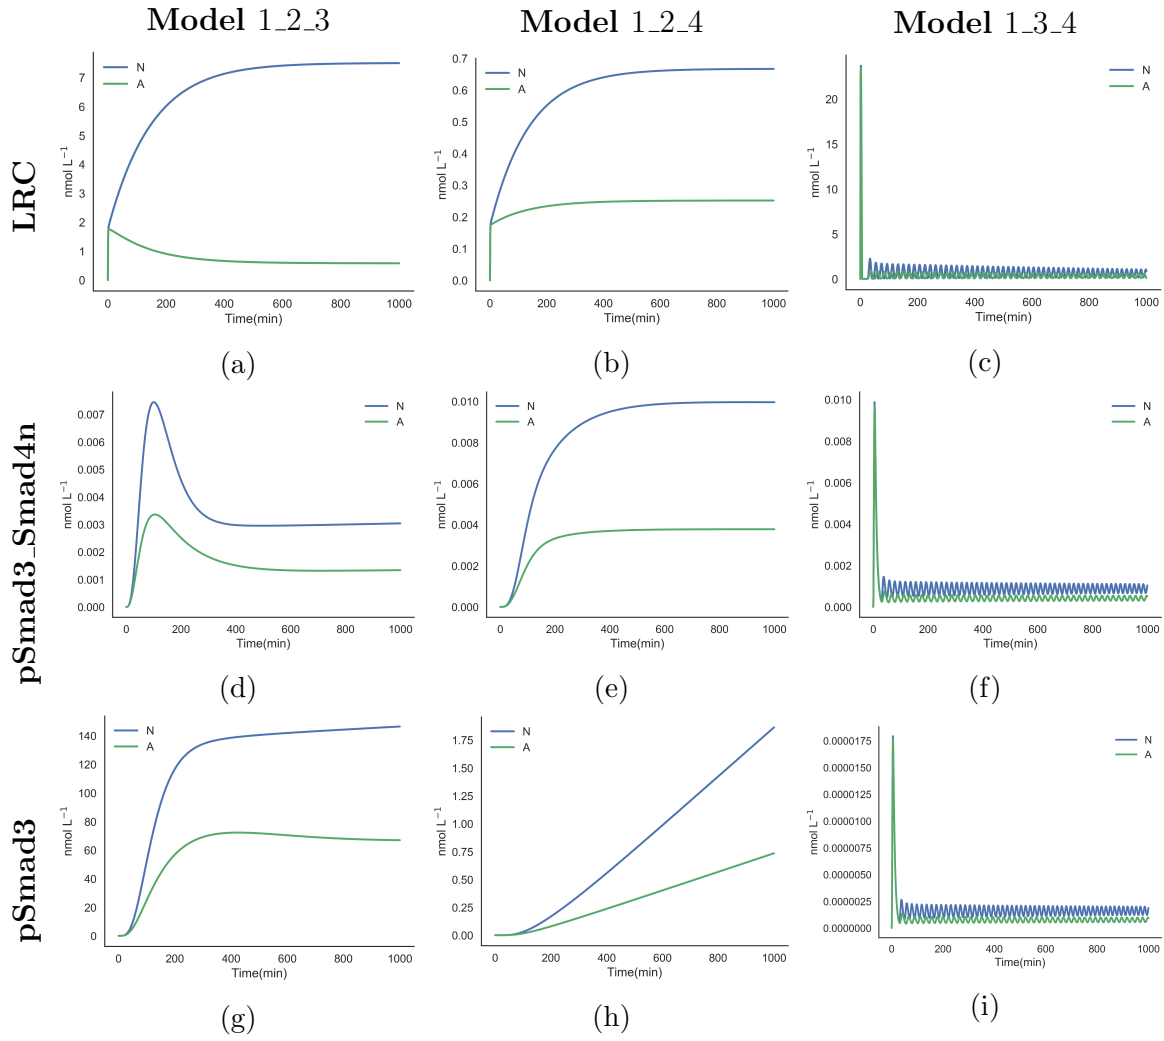 Model 1_2_3
Model 1_2_4
Model 1_3_4
LRC
nmol L⁻¹
7
6
5
4
3
2
1
0
N
A
0 200 400 600 800 1000
Time(min)
(a)
nmol L⁻¹
0.7
0.6
0.5
0.4
0.3
0.2
0.1
0.0
N
A
0 200 400 600 800 1000
Time(min)
(b)
nmol L⁻¹
20
15
10
5
0
N
A
0 200 400 600 800 1000
Time(min)
(c)
pSmad3_Smad4n
nmol L⁻¹
0.007
0.006
0.005
0.004
0.003
0.002
0.001
0.000
N
A
0 200 400 600 800 1000
Time(min)
(d)
nmol L⁻¹
0.010
0.008
0.006
0.004
0.002
0.000
N
A
0 200 400 600 800 1000
Time(min)
(e)
nmol L⁻¹
0.010
0.008
0.006
0.004
0.002
0.000
N
A
0 200 400 600 800 1000
Time(min)
(f)
pSmad3
nmol L⁻¹
140
120
100
80
60
40
20
0
N
A
0 200 400 600 800 1000
Time(min)
(g)
nmol L⁻¹
1.75
1.50
1.25
1.00
0.75
0.50
0.25
0.00
N
A
0 200 400 600 800 1000
Time(min)
(h)
nmol L⁻¹
0.0000175
0.0000150
0.0000125
0.0000100
0.0000075
0.0000050
0.0000025
0.0000000
N
A
0 200 400 600 800 1000
Time(min)
(i)